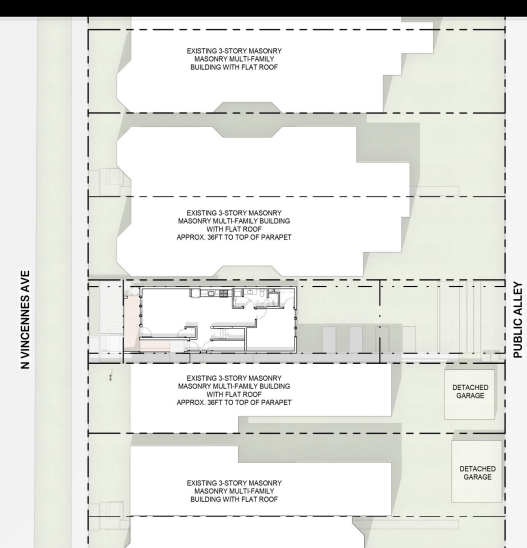 EXISTING 3-STORY MASONRY
MASONRY MULTI-FAMILY
BUILDING WITH FLAT ROOF
EXISTING 3-STORY MASONRY
MASONRY MULTI-FAMILY BUILDING
WITH FLAT ROOF
APPROX. 36FT TO TOP OF PARAPET
N VINCENNES AVE
PUBLIC ALLEY
EXISTING 3-STORY MASONRY
MASONRY MULTI-FAMILY BUILDING
WITH FLAT ROOF
APPROX. 36FT TO TOP OF PARAPET
DETACHED
GARAGE
DETACHED
GARAGE
EXISTING 3-STORY MASONRY
MASONRY MULTI-FAMILY
BUILDING WITH FLAT ROOF